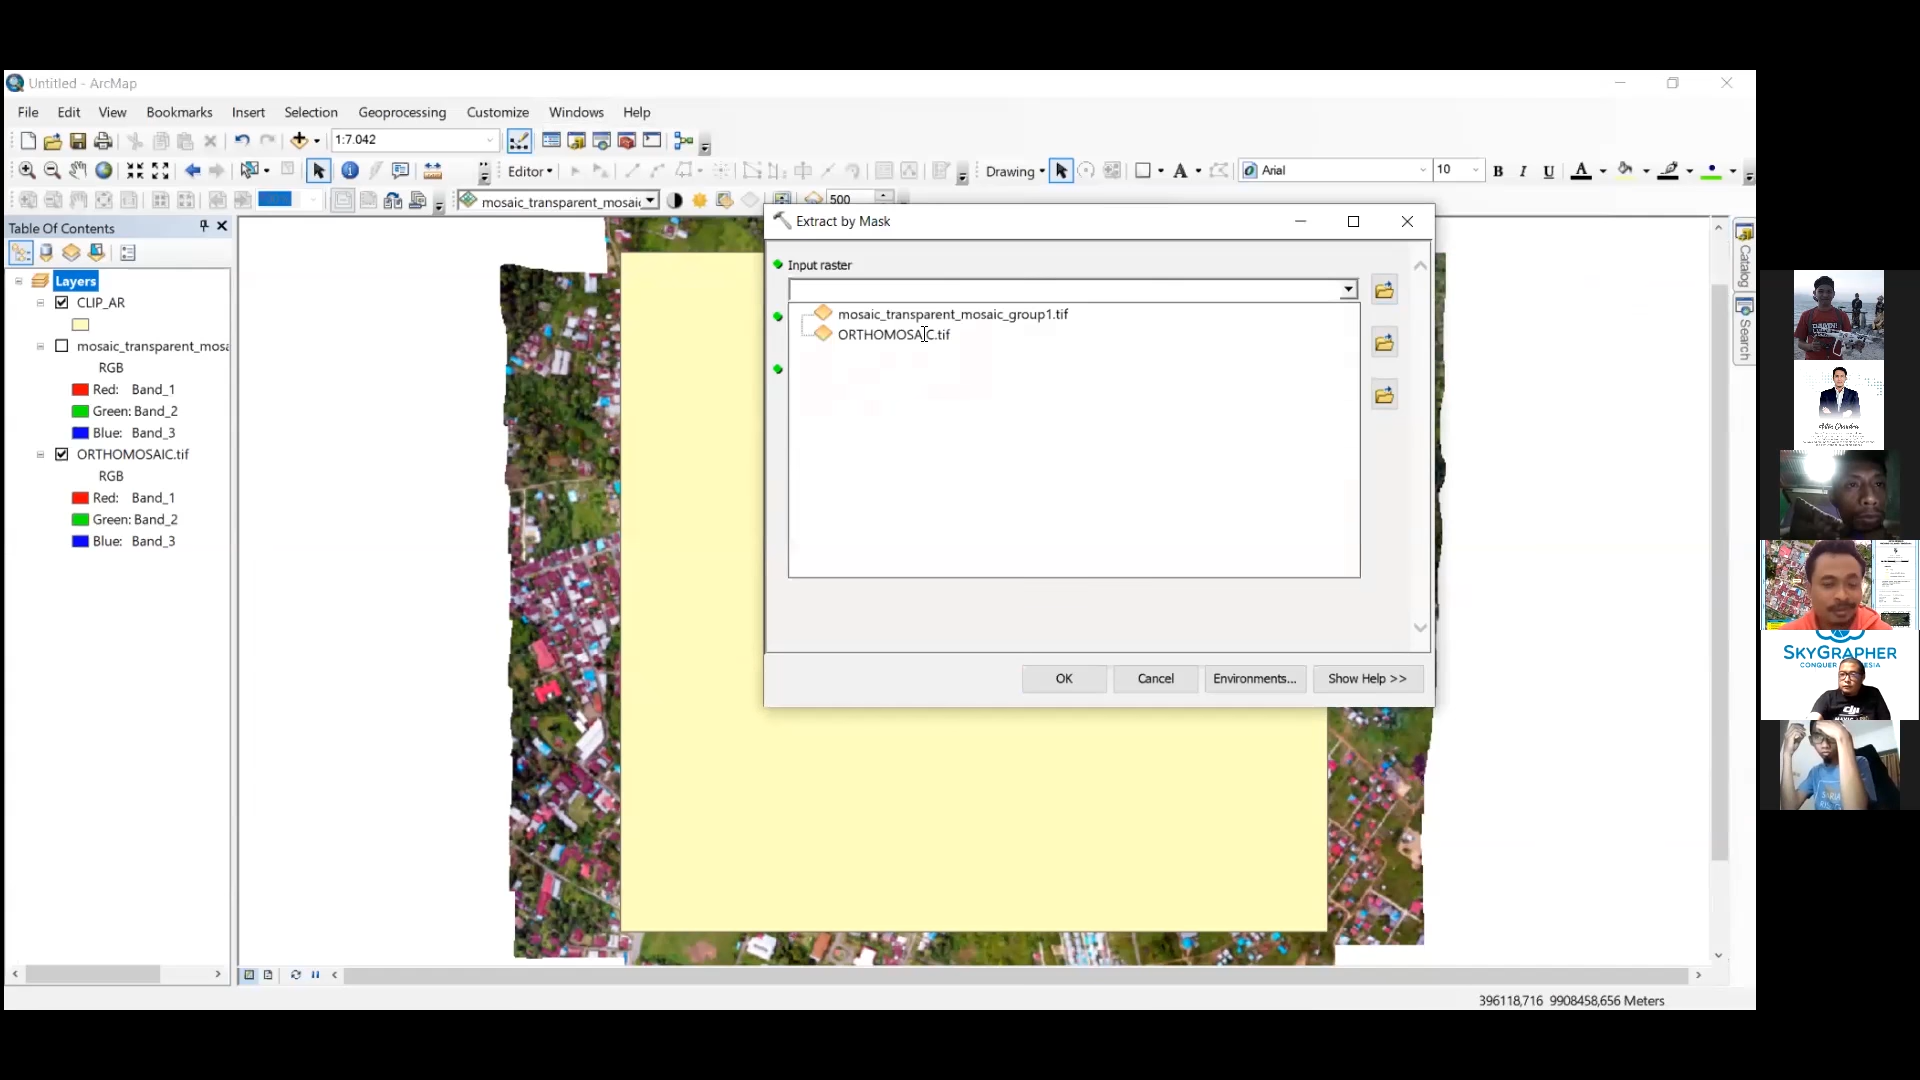 Untitled - ArcMap
File Edit View Bookmarks Insert Selection Geoprocessing Customize Windows Help
1:7.042
Editor
Drawing
Arial
10
B I U A
mosaic_transparent_mosaic
500
Table Of Contents
Layers
CLIP_AR
mosaic_transparent_mosa
RGB
Red: Band_1
Green: Band_2
Blue: Band_3
ORTHOMOSAIC.tif
RGB
Red: Band_1
Green: Band_2
Blue: Band_3
Extract by Mask
Input raster
mosaic_transparent_mosaic_group1.tif
ORTHOMOSAIC.tif
OK
Cancel
Environments...
Show Help >>
Catalog
Search
396118,716 9908458,656 Meters
SKYGRAPHER